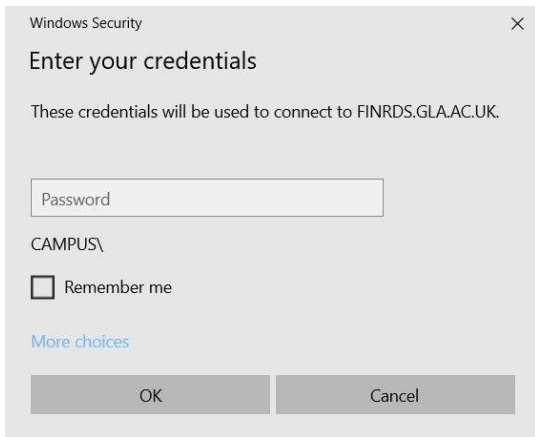 Windows Security
Enter your credentials
These credentials will be used to connect to FINRDS.GLA.AC.UK.
Password
CAMPUS\
Remember me
More choices
OK
Cancel